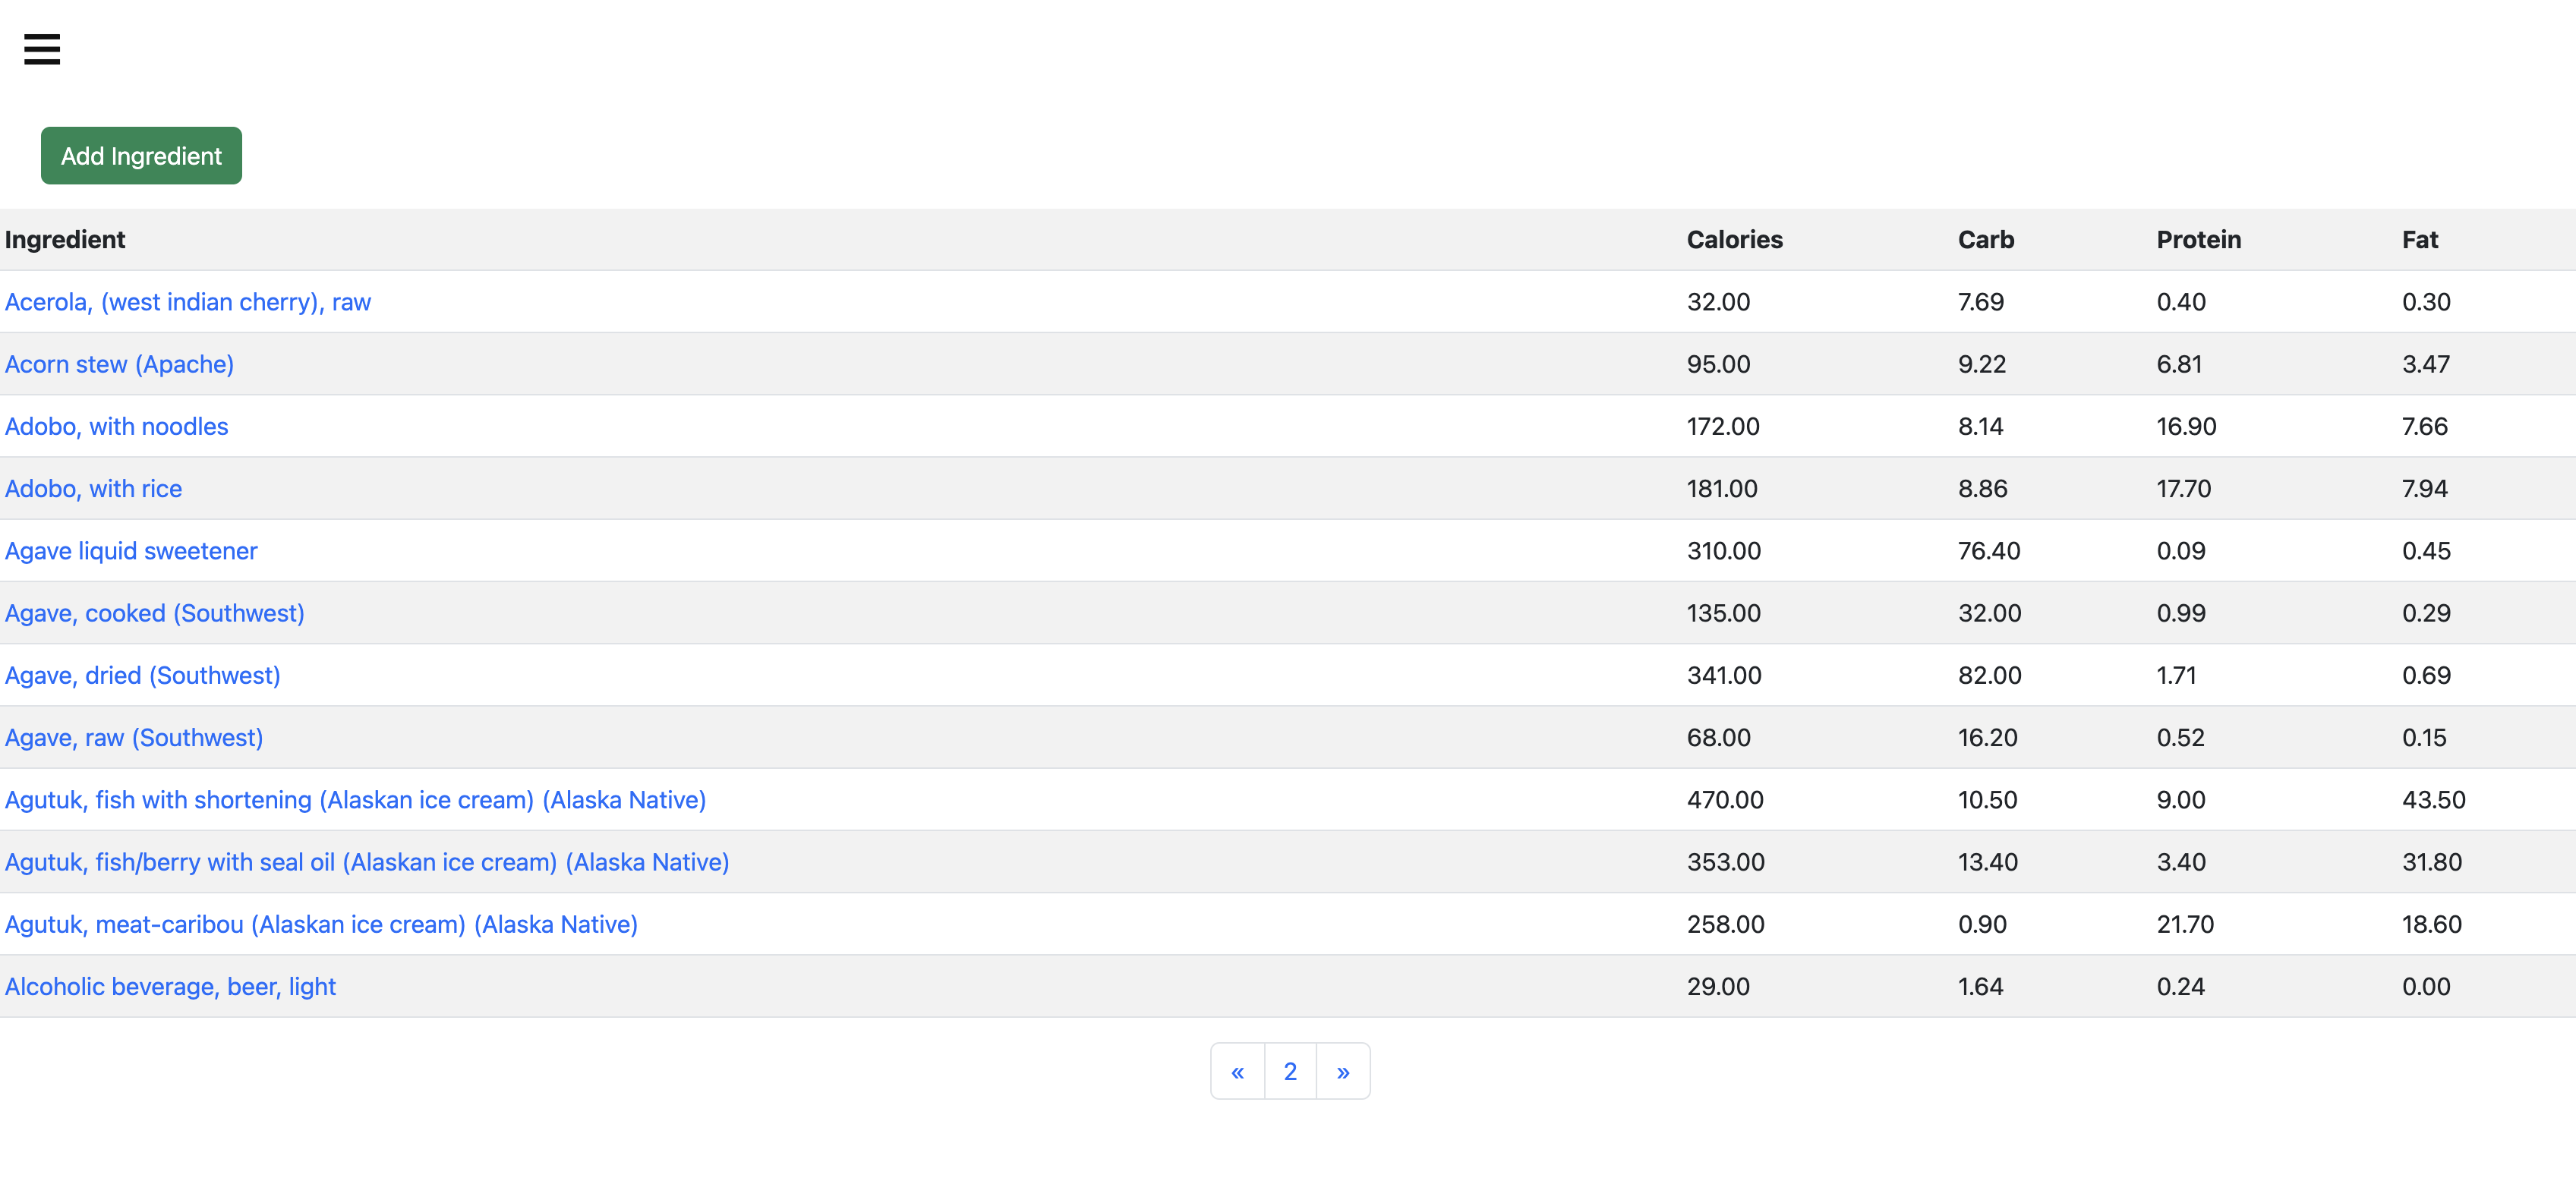 Add Ingredient
Ingredient Calories Carb Protein Fat
Acerola, (west indian cherry), raw 32.00 7.69 0.40 0.30
Acorn stew (Apache) 95.00 9.22 6.81 3.47
Adobo, with noodles 172.00 8.14 16.90 7.66
Adobo, with rice 181.00 8.86 17.70 7.94
Agave liquid sweetener 310.00 76.40 0.09 0.45
Agave, cooked (Southwest) 135.00 32.00 0.99 0.29
Agave, dried (Southwest) 341.00 82.00 1.71 0.69
Agave, raw (Southwest) 68.00 16.20 0.52 0.15
Agutuk, fish with shortening (Alaskan ice cream) (Alaska Native) 470.00 10.50 9.00 43.50
Agutuk, fish/berry with seal oil (Alaskan ice cream) (Alaska Native) 353.00 13.40 3.40 31.80
Agutuk, meat-caribou (Alaskan ice cream) (Alaska Native) 258.00 0.90 21.70 18.60
Alcoholic beverage, beer, light 29.00 1.64 0.24 0.00
« 2 »